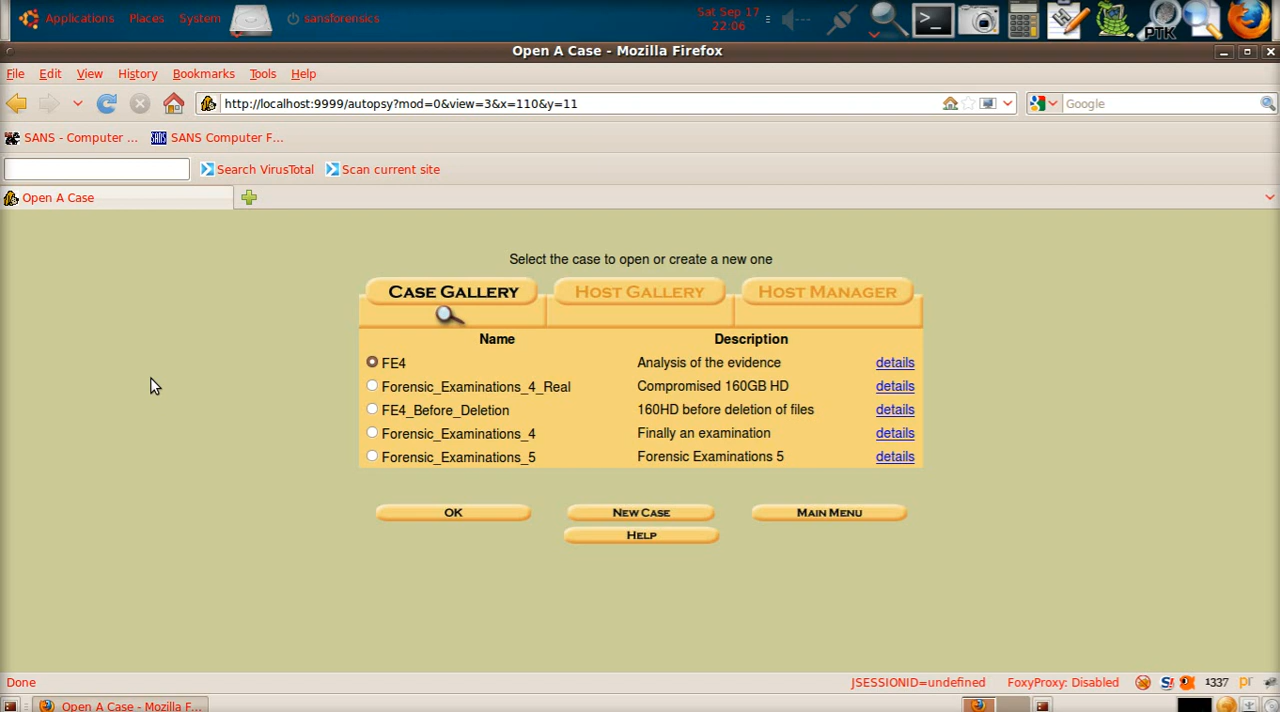 Applications Places System sansforensics Sat Sep 17
22:06
PTK
Open A Case - Mozilla Firefox
File Edit View History Bookmarks Tools Help
http://localhost:9999/autopsy?mod=0&view=3&x=110&y=11 Google
SANS - Computer ... SANS Computer F...
Search VirusTotal Scan current site
Open A Case
Select the case to open or create a new one
CASE GALLERY HOST GALLERY HOST MANAGER
Name Description
FE4 Analysis of the evidence details
Forensic_Examinations_4_Real Compromised 160GB HD details
FE4_Before_Deletion 160HD before deletion of files details
Forensic_Examinations_4 Finally an examination details
Forensic_Examinations_5 Forensic Examinations 5 details
OK NEW CASE MAIN MENU
HELP
Done JSESSIONID=undefined FoxyProxy: Disabled 1337 pr
Open A Case - Mozilla F...